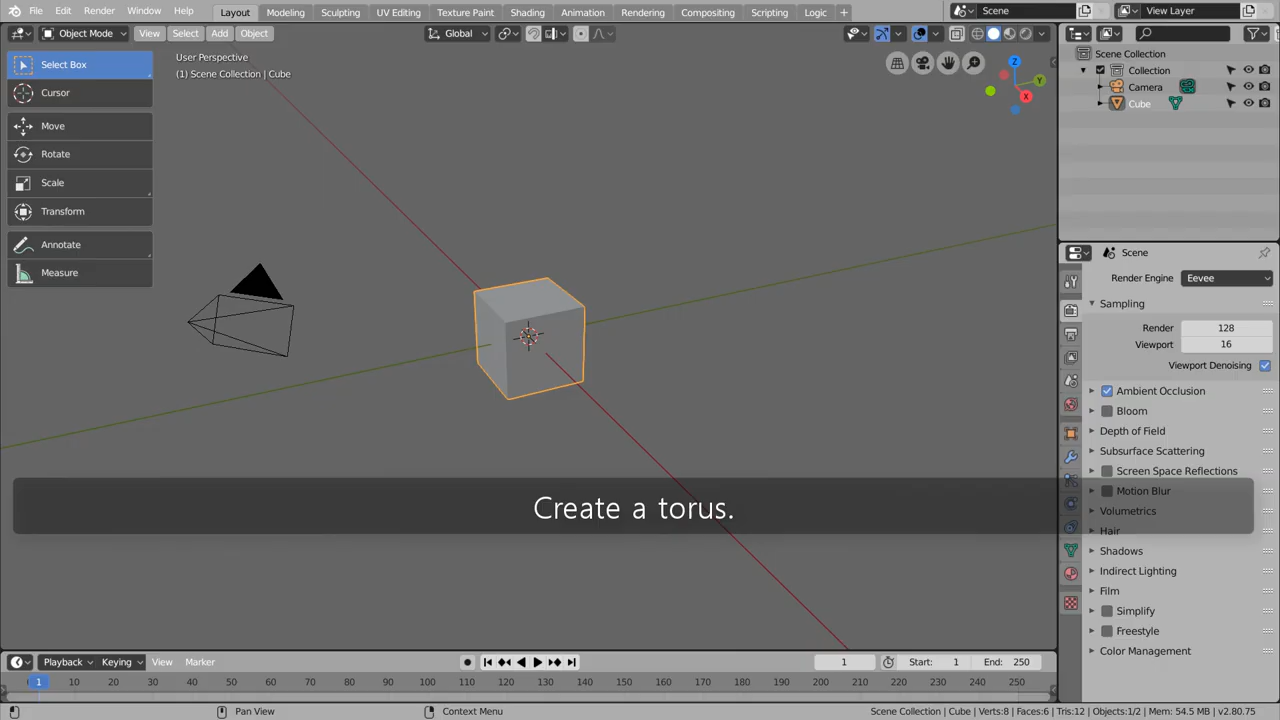 File Edit Render Window Help Layout Modeling Sculpting UV Editing Texture Paint Shading Animation Rendering Compositing Scripting Logic + Scene View Layer
Object Mode View Select Add Object Global
Select Box
Cursor
Move
Rotate
Scale
Transform
Annotate
Measure
User Perspective
(1) Scene Collection | Cube
Z
Y
X
Scene Collection
Collection
Camera
Cube
Scene
Render Engine Eevee
Sampling
Render 128
Viewport 16
Viewport Denoising
Ambient Occlusion
Bloom
Depth of Field
Subsurface Scattering
Screen Space Reflections
Motion Blur
Volumetrics
Hair
Shadows
Indirect Lighting
Film
Simplify
Freestyle
Color Management
Create a torus.
Playback Keying View Marker 1 Start: 1 End: 250
1 10 20 30 40 50 60 70 80 90 100 110 120 130 140 150 160 170 180 190 200 210 220 230 240 250
Pan View Context Menu Scene Collection | Cube | Verts:8 | Faces:6 | Tris:12 | Objects:1/2 | Mem: 54.5 MB | v2.80.75